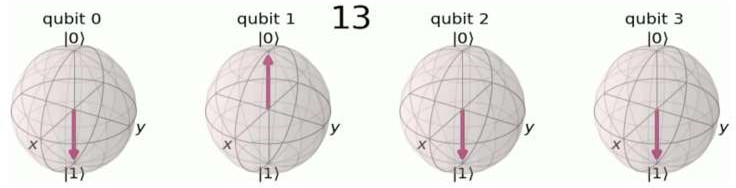 qubit 0 qubit 1 13 qubit 2 qubit 3
|0⟩ |0⟩ |0⟩ |0⟩
x y x y x y x y
|1⟩ |1⟩ |1⟩ |1⟩